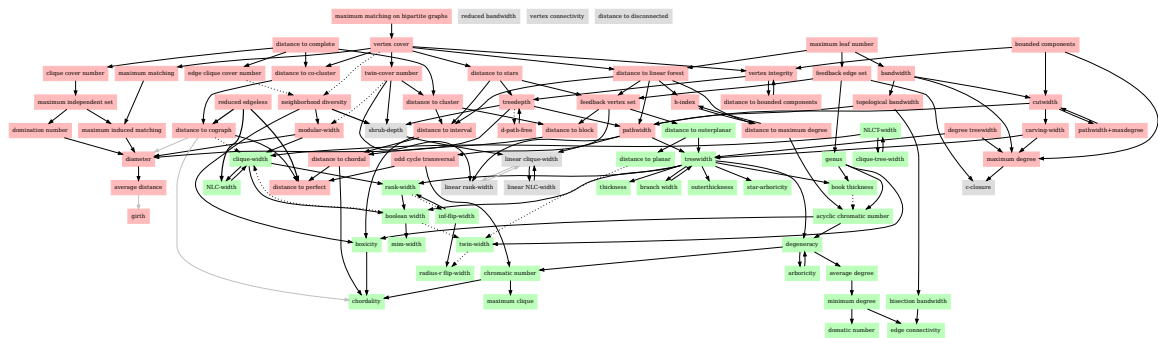 maximum matching on bipartite graphs
reduced bandwidth
vertex connectivity
distance to disconnected
distance to complete
vertex cover
maximum leaf number
bounded components
clique cover number
maximum matching
edge clique cover number
distance to co-cluster
twin-cover number
distance to stars
distance to linear forest
vertex integrity
feedback edge set
bandwidth
maximum independent set
reduced edgeless
neighborhood diversity
distance to cluster
treedepth
feedback vertex set
h-index
distance to bounded components
topological bandwidth
cutwidth
domination number
maximum induced matching
distance to cograph
modular-width
shrub-depth
distance to interval
d-path-free
distance to block
pathwidth
distance to outerplanar
distance to maximum degree
NLCT-width
degree treewidth
carving-width
pathwidth+maxdegree
diameter
clique-width
distance to chordal
odd cycle transversal
linear clique-width
distance to planar
treewidth
genus
clique-tree-width
maximum degree
average distance
NLC-width
distance to perfect
rank-width
linear rank-width
linear NLC-width
thickness
branch width
outerthickness
star-arboricity
book thickness
c-closure
girth
boolean width
inf-flip-width
acyclic chromatic number
boxicity
mim-width
twin-width
degeneracy
radius-r flip-width
chromatic number
arboricity
average degree
chordality
maximum clique
minimum degree
bisection bandwidth
domatic number
edge connectivity